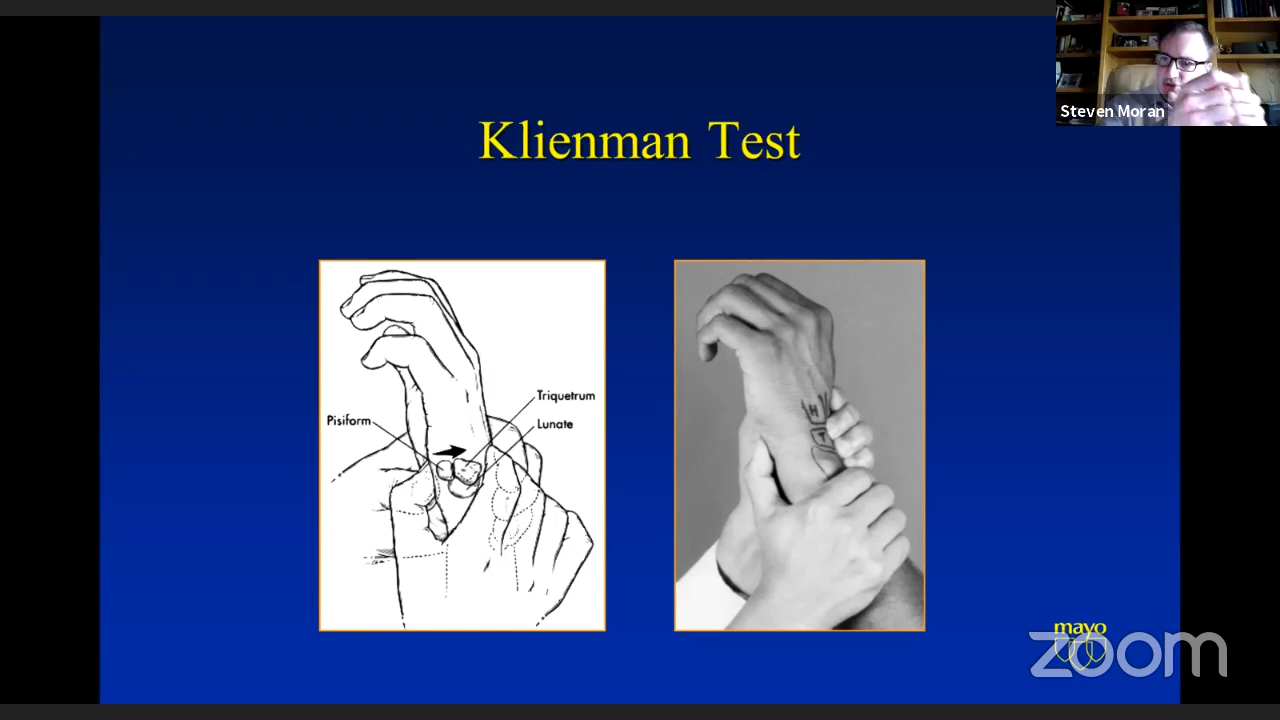 Steven Moran
Klienman Test
Triquetrum
Pisiform
Lunate
H
T
mayo
zoom